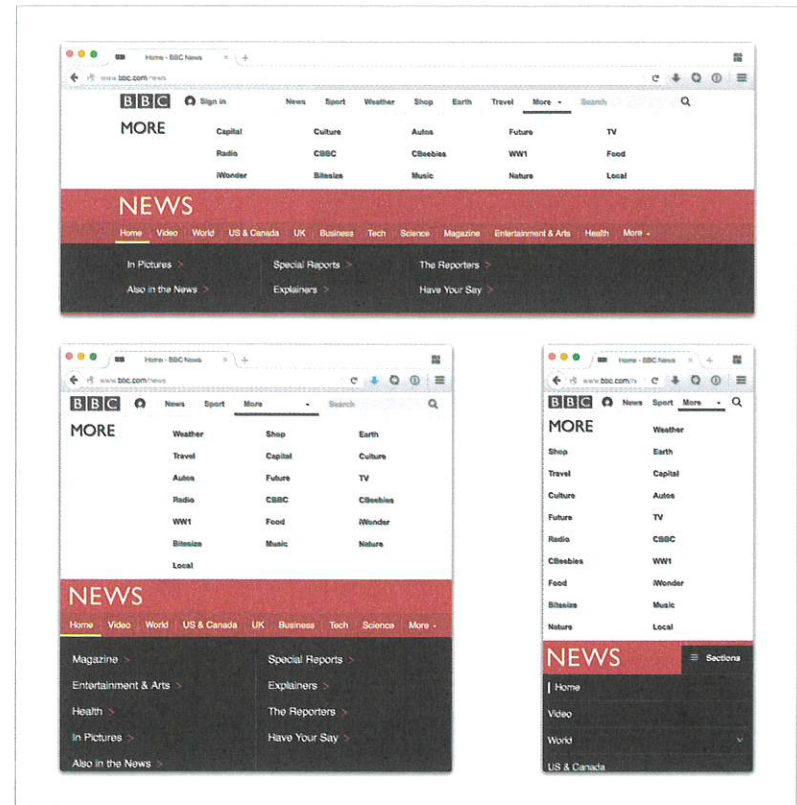 Home - BBC News × +
www.bbc.com/news
BBC Sign in News Sport Weather Shop Earth Travel More Search
MORE Capital Culture Autos Future TV
Radio CBBC CBeebies WW1 Food
iWonder Bitesize Music Nature Local
NEWS
Home Video World US & Canada UK Business Tech Science Magazine Entertainment & Arts Health More
In Pictures > Special Reports > The Reporters >
Also in the News > Explainers > Have Your Say >
Home - BBC News × +
www.bbc.com/news
BBC News Sport More Search
MORE Weather Shop Earth
Travel Capital Culture
Autos Future TV
Radio CBBC CBeebies
WW1 Food iWonder
Bitesize Music Nature
Local
NEWS
Home Video World US & Canada UK Business Tech Science More
Magazine > Special Reports >
Entertainment & Arts > Explainers >
Health > The Reporters >
In Pictures > Have Your Say >
Also in the News >
Home - BBC News × +
www.bbc.com/n
BBC News Sport More
MORE Weather
Shop Earth
Travel Capital
Culture Autos
Future TV
Radio CBBC
CBeebies WW1
Food iWonder
Bitesize Music
Nature Local
NEWS Sections
Home
Video
World
US & Canada